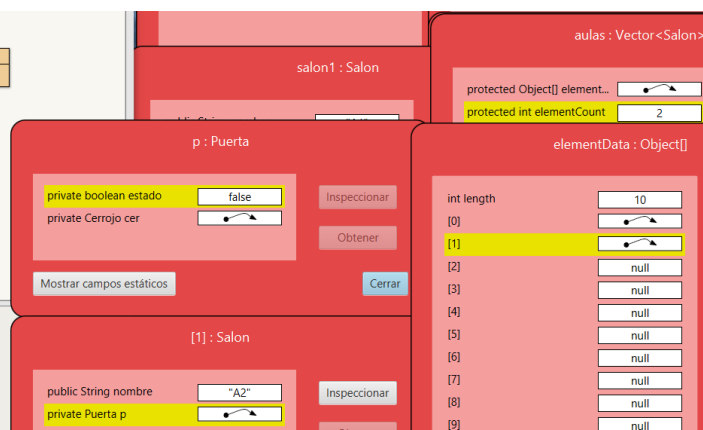 aulas : Vector<Salon>
salon1 : Salon
protected Object[] element...
protected int elementCount
2
p : Puerta
elementData : Object[]
private boolean estado
false
Inspeccionar
private Cerrojo cer
Obtener
Mostrar campos estáticos
Cerrar
int length
10
[0]
[1]
[2]
null
[3]
null
[4]
null
[5]
null
[6]
null
[7]
null
[8]
null
[9]
null
[1] : Salon
public String nombre
"A2"
Inspeccionar
private Puerta p